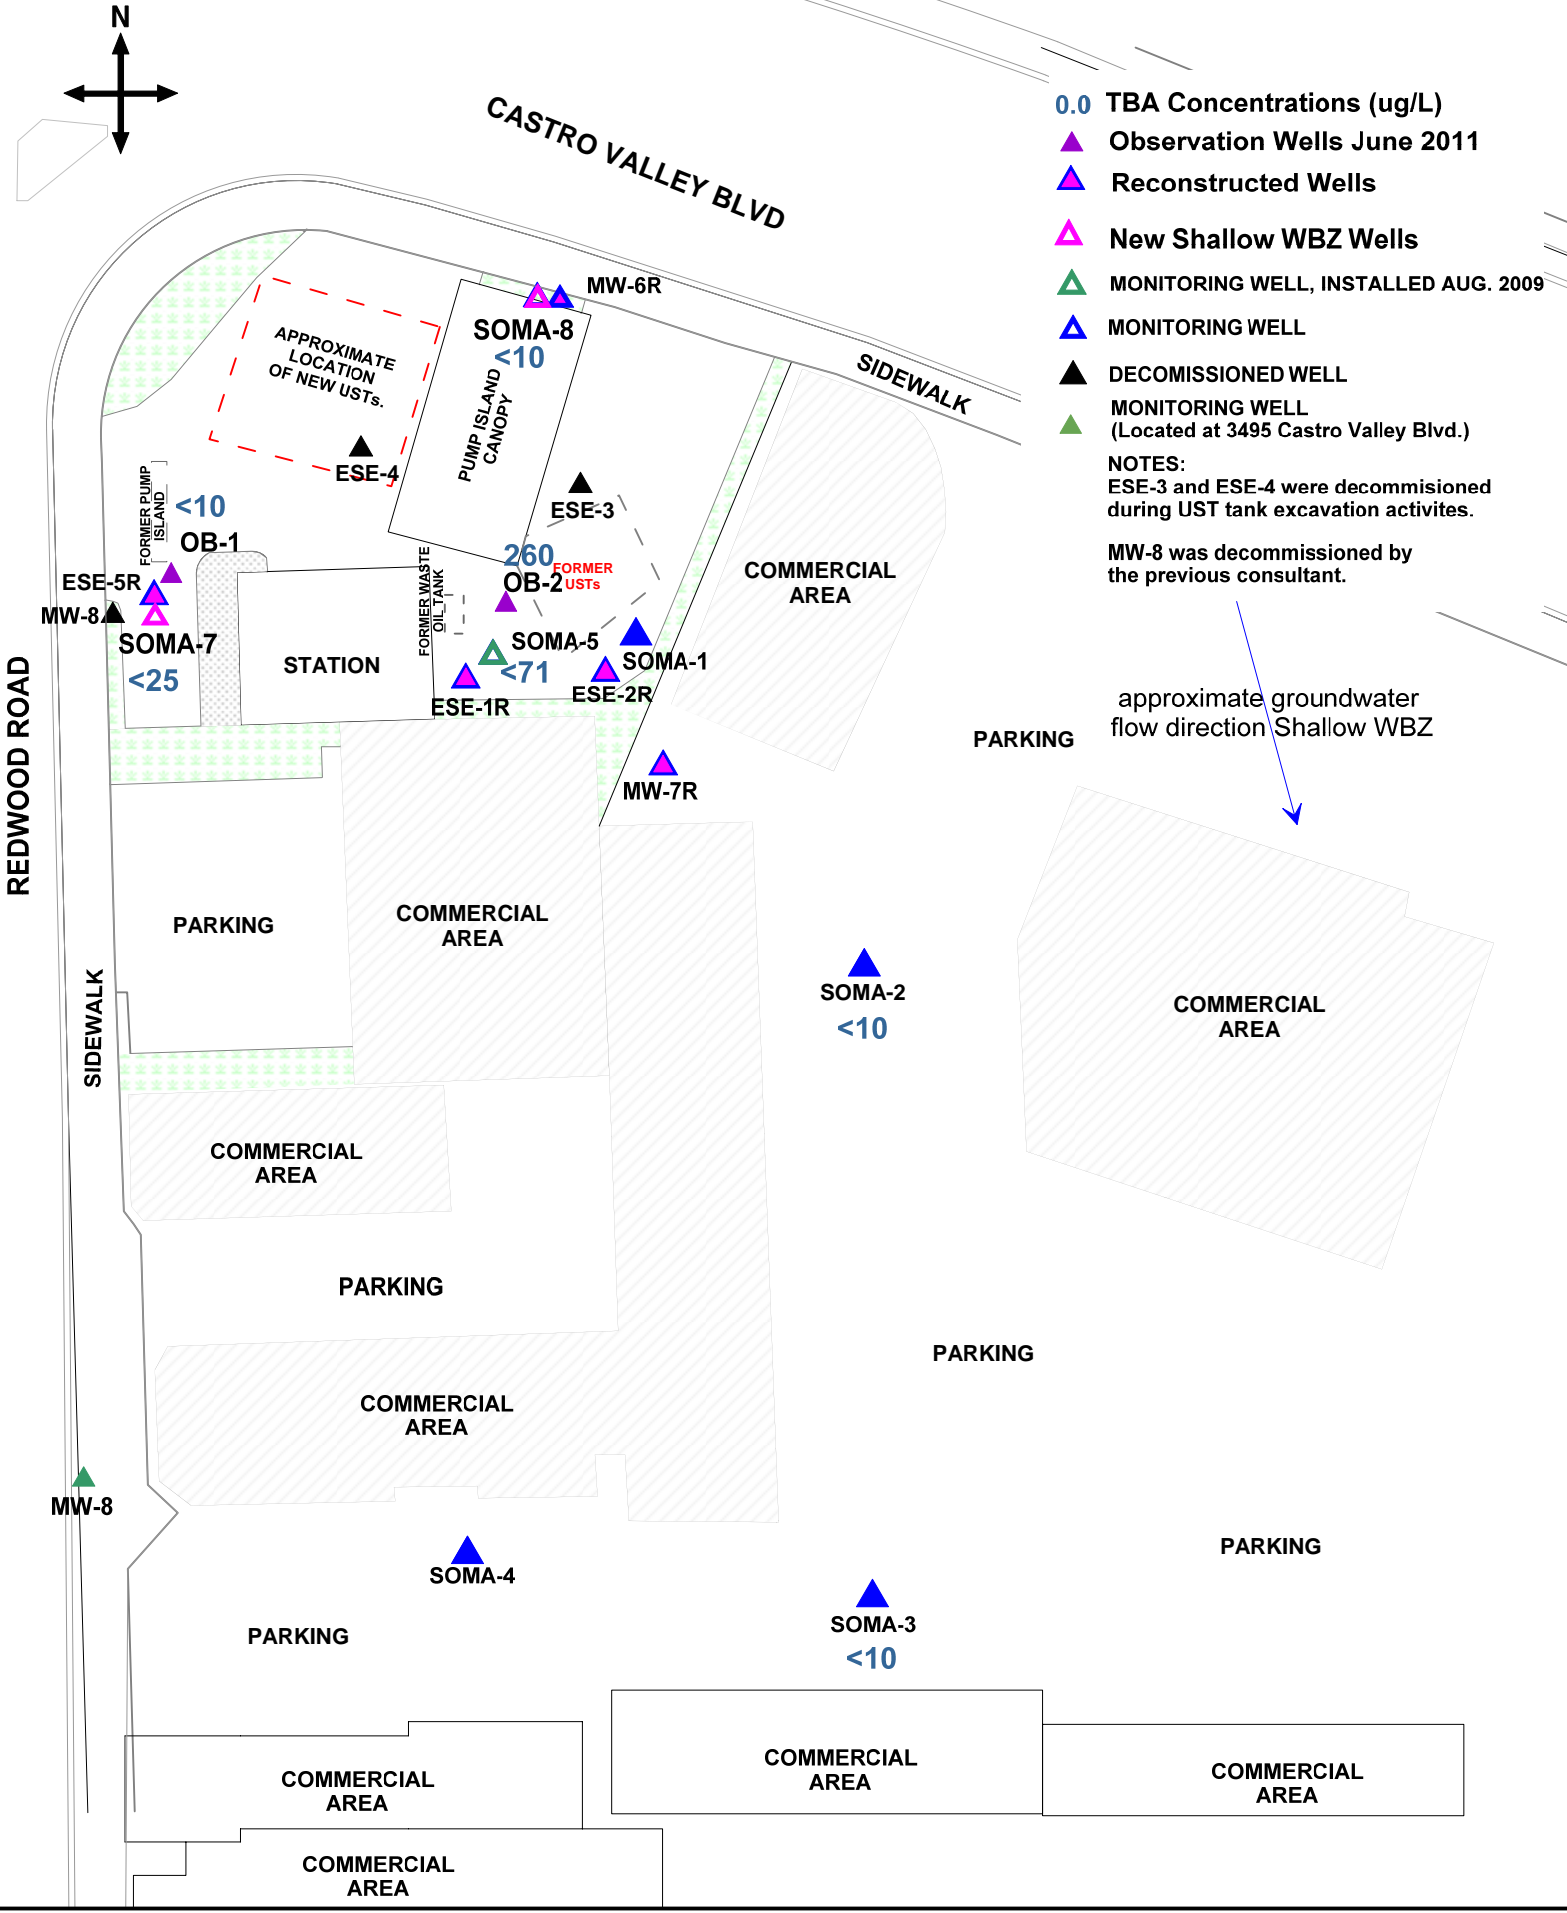 N
CASTRO VALLEY BLVD
0.0 TBA Concentrations (ug/L)
Observation Wells June 2011
Reconstructed Wells
New Shallow WBZ Wells
MONITORING WELL, INSTALLED AUG. 2009
MONITORING WELL
DECOMISSIONED WELL
MONITORING WELL
(Located at 3495 Castro Valley Blvd.)
NOTES:
ESE-3 and ESE-4 were decommisioned
during UST tank excavation activites.
MW-8 was decommissioned by
the previous consultant.
approximate groundwater
flow direction Shallow WBZ
MW-6R
SOMA-8
<10
SIDEWALK
APPROXIMATE
LOCATION
OF NEW USTs.
PUMP ISLAND
CANOPY
ESE-4
ESE-3
FORMER PUMP
ISLAND
<10
OB-1
ESE-5R
MW-8
SOMA-7
<25
STATION
FORMER WASTE
OIL TANK
260
OB-2
FORMER
USTs
SOMA-5
<71
SOMA-1
ESE-1R
ESE-2R
MW-7R
COMMERCIAL
AREA
PARKING
REDWOOD ROAD
SIDEWALK
PARKING
COMMERCIAL
AREA
SOMA-2
<10
COMMERCIAL
AREA
COMMERCIAL
AREA
PARKING
PARKING
COMMERCIAL
AREA
MW-8
SOMA-4
PARKING
PARKING
SOMA-3
<10
COMMERCIAL
AREA
COMMERCIAL
AREA
COMMERCIAL
AREA
COMMERCIAL
AREA